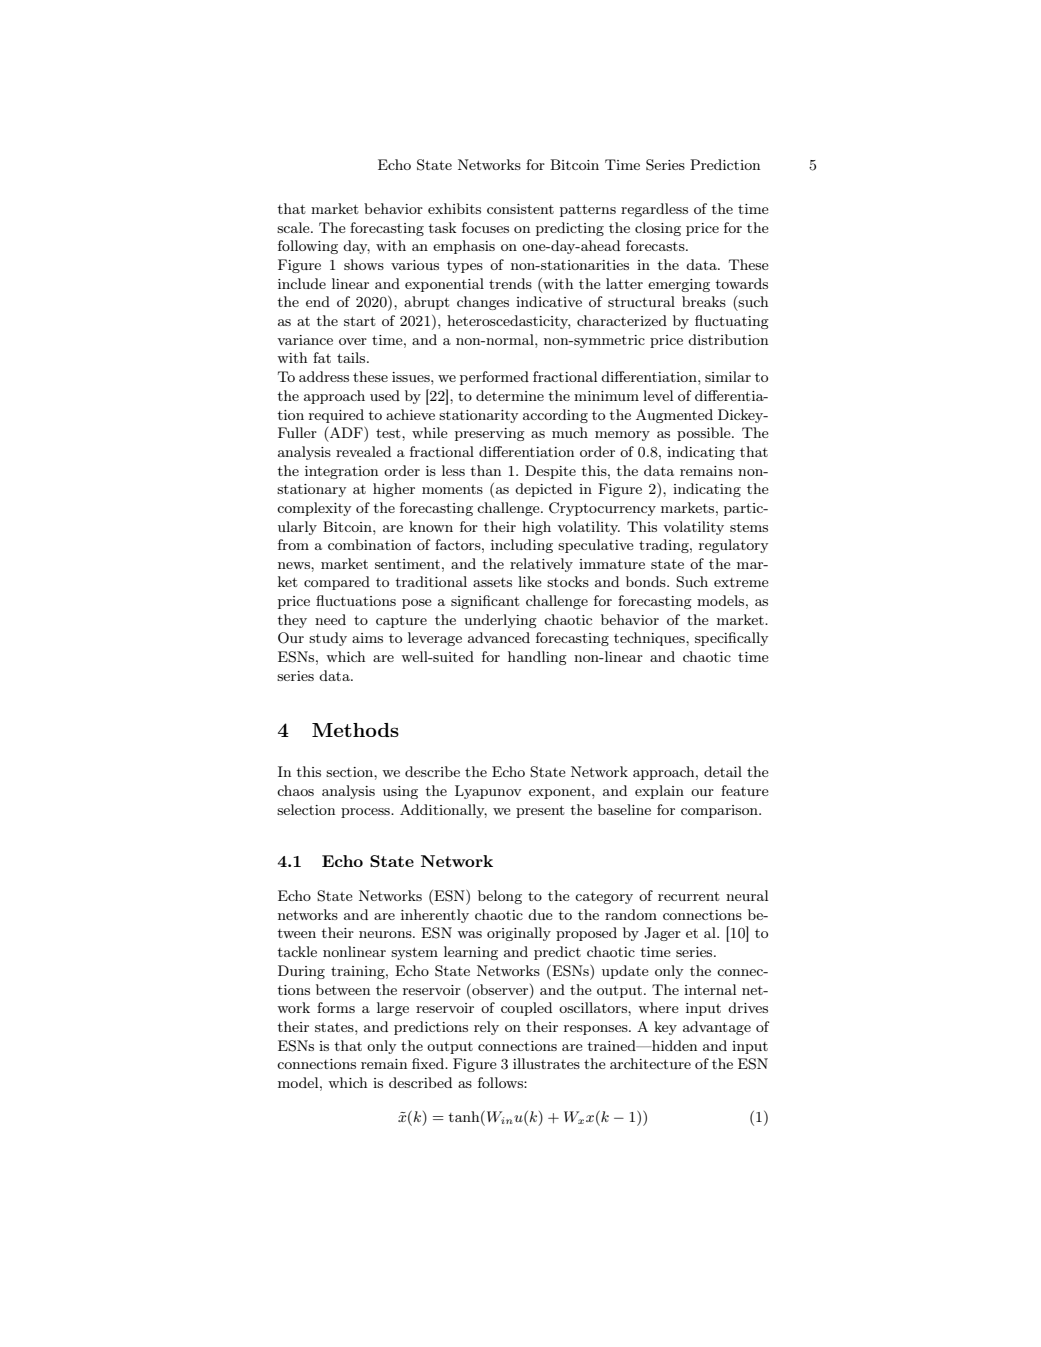 Echo State Networks for Bitcoin Time Series Prediction 5
that market behavior exhibits consistent patterns regardless of the time
scale. The forecasting task focuses on predicting the closing price for the
following day, with an emphasis on one-day-ahead forecasts.
Figure 1 shows various types of non-stationarities in the data. These
include linear and exponential trends (with the latter emerging towards
the end of 2020), abrupt changes indicative of structural breaks (such
as at the start of 2021), heteroscedasticity, characterized by fluctuating
variance over time, and a non-normal, non-symmetric price distribution
with fat tails.
To address these issues, we performed fractional differentiation, similar to
the approach used by [22], to determine the minimum level of differentia-
tion required to achieve stationarity according to the Augmented Dickey-
Fuller (ADF) test, while preserving as much memory as possible. The
analysis revealed a fractional differentiation order of 0.8, indicating that
the integration order is less than 1. Despite this, the data remains non-
stationary at higher moments (as depicted in Figure 2), indicating the
complexity of the forecasting challenge. Cryptocurrency markets, partic-
ularly Bitcoin, are known for their high volatility. This volatility stems
from a combination of factors, including speculative trading, regulatory
news, market sentiment, and the relatively immature state of the mar-
ket compared to traditional assets like stocks and bonds. Such extreme
price fluctuations pose a significant challenge for forecasting models, as
they need to capture the underlying chaotic behavior of the market.
Our study aims to leverage advanced forecasting techniques, specifically
ESNs, which are well-suited for handling non-linear and chaotic time
series data.
4 Methods
In this section, we describe the Echo State Network approach, detail the
chaos analysis using the Lyapunov exponent, and explain our feature
selection process. Additionally, we present the baseline for comparison.
4.1 Echo State Network
Echo State Networks (ESN) belong to the category of recurrent neural
networks and are inherently chaotic due to the random connections be-
tween their neurons. ESN was originally proposed by Jager et al. [10] to
tackle nonlinear system learning and predict chaotic time series.
During training, Echo State Networks (ESNs) update only the connec-
tions between the reservoir (observer) and the output. The internal net-
work forms a large reservoir of coupled oscillators, where input drives
their states, and predictions rely on their responses. A key advantage of
ESNs is that only the output connections are trained—hidden and input
connections remain fixed. Figure 3 illustrates the architecture of the ESN
model, which is described as follows:
x̃(k) = tanh(W_{in}u(k) + W_x x(k − 1)) (1)